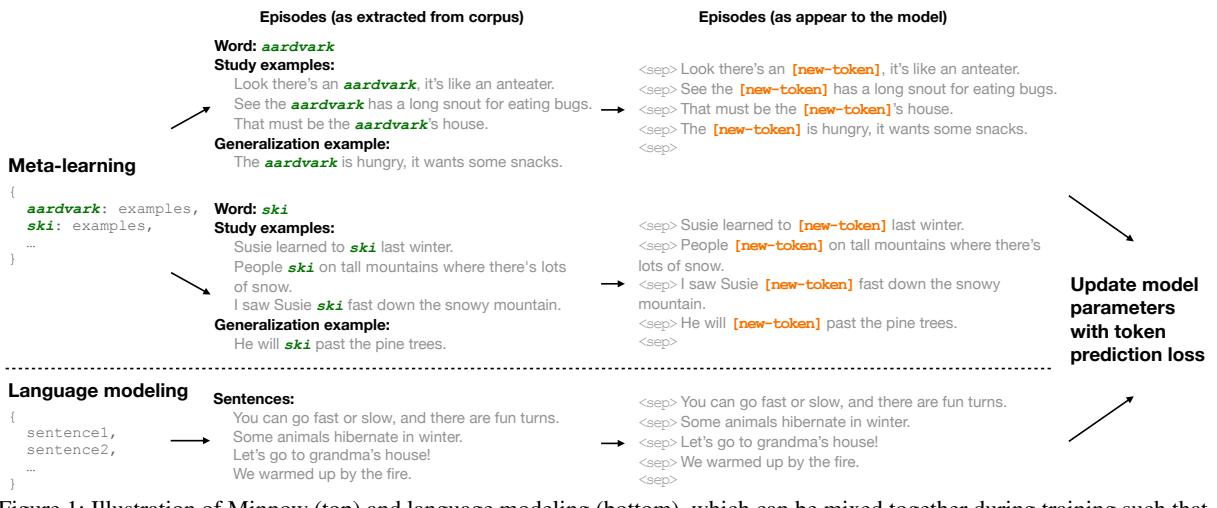 Episodes (as extracted from corpus)
Episodes (as appear to the model)
Word: aardvark
Study examples:
Look there's an aardvark, it's like an anteater.
See the aardvark has a long snout for eating bugs.
That must be the aardvark's house.
Generalization example:
The aardvark is hungry, it wants some snacks.
<sep> Look there's an [new-token], it's like an anteater.
<sep> See the [new-token] has a long snout for eating bugs.
<sep> That must be the [new-token]'s house.
<sep> The [new-token] is hungry, it wants some snacks.
<sep>
Meta-learning
{
aardvark: examples,
ski: examples,
…
}
Word: ski
Study examples:
Susie learned to ski last winter.
People ski on tall mountains where there's lots
of snow.
I saw Susie ski fast down the snowy mountain.
Generalization example:
He will ski past the pine trees.
<sep> Susie learned to [new-token] last winter.
<sep> People [new-token] on tall mountains where there's
lots of snow.
<sep> I saw Susie [new-token] fast down the snowy
mountain.
<sep> He will [new-token] past the pine trees.
<sep>
Update model
parameters
with token
prediction loss
Language modeling
{
sentence1,
sentence2,
…
}
Sentences:
You can go fast or slow, and there are fun turns.
Some animals hibernate in winter.
Let's go to grandma's house!
We warmed up by the fire.
<sep> You can go fast or slow, and there are fun turns.
<sep> Some animals hibernate in winter.
<sep> Let's go to grandma's house!
<sep> We warmed up by the fire.
<sep>
Figure 1: Illustration of Minnow (top) and language modeling (bottom), which can be mixed together during training such that